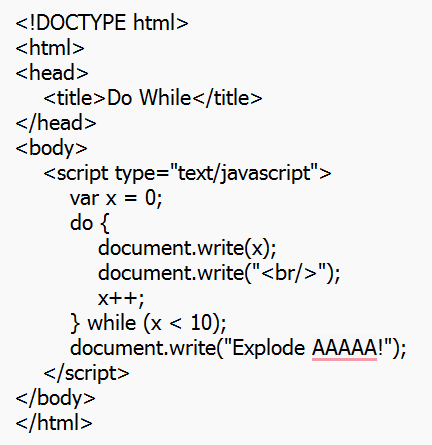 <!DOCTYPE html>
<html>
<head>
<title>Do While</title>
</head>
<body>
<script type="text/javascript">
var x = 0;
do {
document.write(x);
document.write("<br/>");
x++;
} while (x < 10);
document.write("Explode AAAAA!");
</script>
</body>
</html>